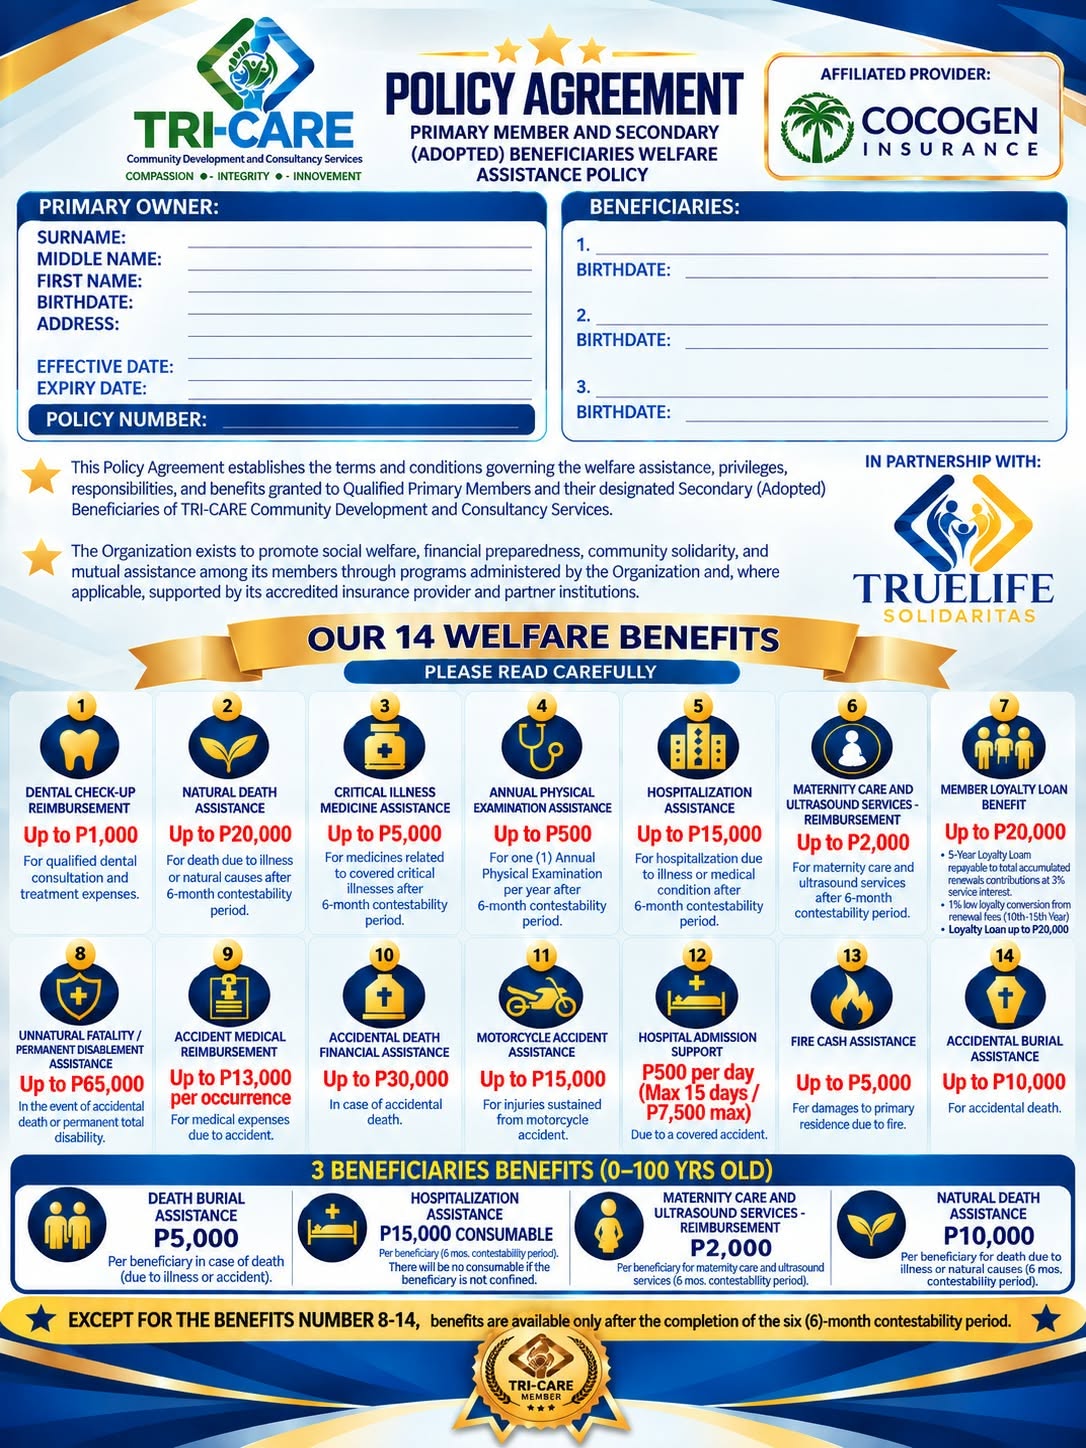 TRI-CARE
Community Development and Consultancy Services
COMPASSION ●- INTEGRITY ●- INNOVEMENT
POLICY AGREEMENT
PRIMARY MEMBER AND SECONDARY
(ADOPTED) BENEFICIARIES WELFARE
ASSISTANCE POLICY
AFFILIATED PROVIDER:
COCOGEN
INSURANCE
PRIMARY OWNER:
SURNAME:
MIDDLE NAME:
FIRST NAME:
BIRTHDATE:
ADDRESS:
EFFECTIVE DATE:
EXPIRY DATE:
POLICY NUMBER:
BENEFICIARIES:
1.
BIRTHDATE:
2.
BIRTHDATE:
3.
BIRTHDATE:
This Policy Agreement establishes the terms and conditions governing the welfare assistance, privileges,
responsibilities, and benefits granted to Qualified Primary Members and their designated Secondary (Adopted)
Beneficiaries of TRI-CARE Community Development and Consultancy Services.
The Organization exists to promote social welfare, financial preparedness, community solidarity, and
mutual assistance among its members through programs administered by the Organization and, where
applicable, supported by its accredited insurance provider and partner institutions.
IN PARTNERSHIP WITH:
TRUELIFE
SOLIDARITAS
OUR 14 WELFARE BENEFITS
PLEASE READ CAREFULLY
1
DENTAL CHECK-UP
REIMBURSEMENT
Up to P1,000
For qualified dental
consultation and
treatment expenses.
2
NATURAL DEATH
ASSISTANCE
Up to P20,000
For death due to illness
or natural causes after
6-month contestability
period.
3
CRITICAL ILLNESS
MEDICINE ASSISTANCE
Up to P5,000
For medicines related
to covered critical
illnesses after
6-month contestability
period.
4
ANNUAL PHYSICAL
EXAMINATION ASSISTANCE
Up to P500
For one (1) Annual
Physical Examination
per year after
6-month contestability
period.
5
HOSPITALIZATION
ASSISTANCE
Up to P15,000
For hospitallzation due
to illness or medical
condition after
6-month contestability
period.
6
MATERNITY CARE AND
ULTRASOUND SERVICES -
REIMBURSEMENT
Up to P2,000
For maternity care and
ultrasound services
after 6-month
contestability period.
7
MEMBER LOYALTY LOAN
BENEFIT
Up to P20,000
• 5-Year Loyalty Loam
repayable to total accumulated
renewals contributions at 3%
service interest.
• 1% low loyalty conversion from
renewal fees (10th-15th Year)
• Loyalty Loan up to P20,000
8
UNNATURAL FATALITY /
PERMANENT DISABLEMENT
ASSISTANCE
Up to P65,000
In the event of accidental
death or permanent total
disability.
9
ACCIDENT MEDICAL
REIMBURSEMENT
Up to P13,000
per occurrence
For medical expenses
due to accident.
10
ACCIDENTAL DEATH
FINANCIAL ASSISTANCE
Up to P30,000
In case of accidental
death.
11
MOTORCYCLE ACCIDENT
ASSISTANCE
Up to P15,000
For injuries sustained
from motorcycle
accident.
12
HOSPITAL ADMISSION
SUPPORT
P500 per day
(Max 15 days /
P7,500 max)
Due to a covered accident.
13
FIRE CASH ASSISTANCE
Up to P5,000
Fer damages to primary
residence due to fire.
14
ACCIDENTAL BURIAL
ASSISTANCE
Up to P10,000
For accidental death.
3 BENEFICIARIES BENEFITS (0–100 YRS OLD)
DEATH BURIAL
ASSISTANCE
P5,000
Per beneficiary in case of death
(due to illness or accident).
HOSPITALIZATION
ASSISTANCE
P15,000 CONSUMABLE
Per beneficiary (6 mos. contestability period).
There will be no consumable if the
beneficiary is not confined.
MATERNITY CARE AND
ULTRASOUND SERVICES -
REIMBURSEMENT
P2,000
Per beneficiary for maternity care and ultrasound
services (6 mos. contestability period).
NATURAL DEATH
ASSISTANCE
P10,000
Per beneficiary for death due to
illness or natural causes (6 mos.
contestability period).
EXCEPT FOR THE BENEFITS NUMBER 8-14, benefits are available only after the completion of the six (6)-month contestability period.
TRI-CARE
MEMBER